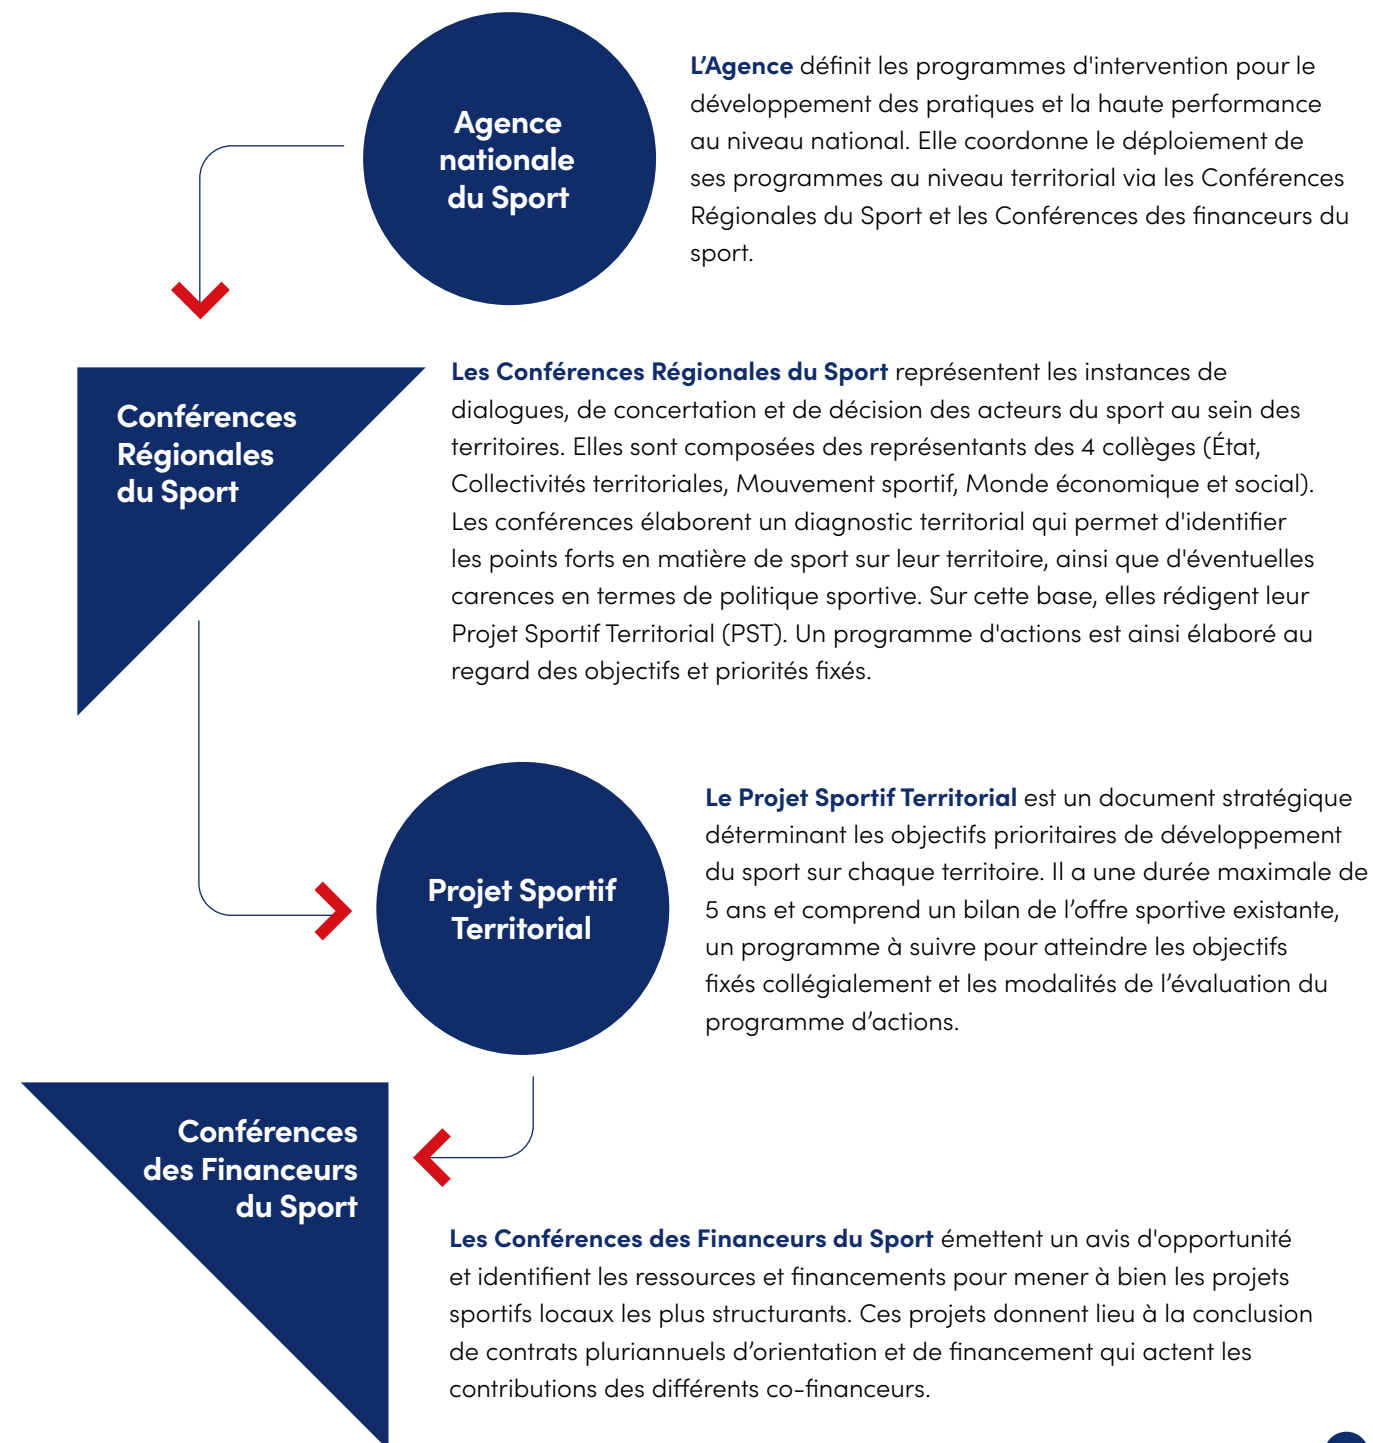 Agence
nationale
du Sport
L’Agence définit les programmes d'intervention pour le
développement des pratiques et la haute performance
au niveau national. Elle coordonne le déploiement de
ses programmes au niveau territorial via les Conférences
Régionales du Sport et les Conférences des financeurs du
sport.
Conférences
Régionales
du Sport
Les Conférences Régionales du Sport représentent les instances de
dialogues, de concertation et de décision des acteurs du sport au sein des
territoires. Elles sont composées des représentants des 4 collèges (État,
Collectivités territoriales, Mouvement sportif, Monde économique et social).
Les conférences élaborent un diagnostic territorial qui permet d'identifier
les points forts en matière de sport sur leur territoire, ainsi que d'éventuelles
carences en termes de politique sportive. Sur cette base, elles rédigent leur
Projet Sportif Territorial (PST). Un programme d'actions est ainsi élaboré au
regard des objectifs et priorités fixés.
Projet Sportif
Territorial
Le Projet Sportif Territorial est un document stratégique
déterminant les objectifs prioritaires de développement
du sport sur chaque territoire. Il a une durée maximale de
5 ans et comprend un bilan de l’offre sportive existante,
un programme à suivre pour atteindre les objectifs
fixés collégialement et les modalités de l’évaluation du
programme d’actions.
Conférences
des Financeurs
du Sport
Les Conférences des Financeurs du Sport émettent un avis d'opportunité
et identifient les ressources et financements pour mener à bien les projets
sportifs locaux les plus structurants. Ces projets donnent lieu à la conclusion
de contrats pluriannuels d’orientation et de financement qui actent les
contributions des différents co-financeurs.